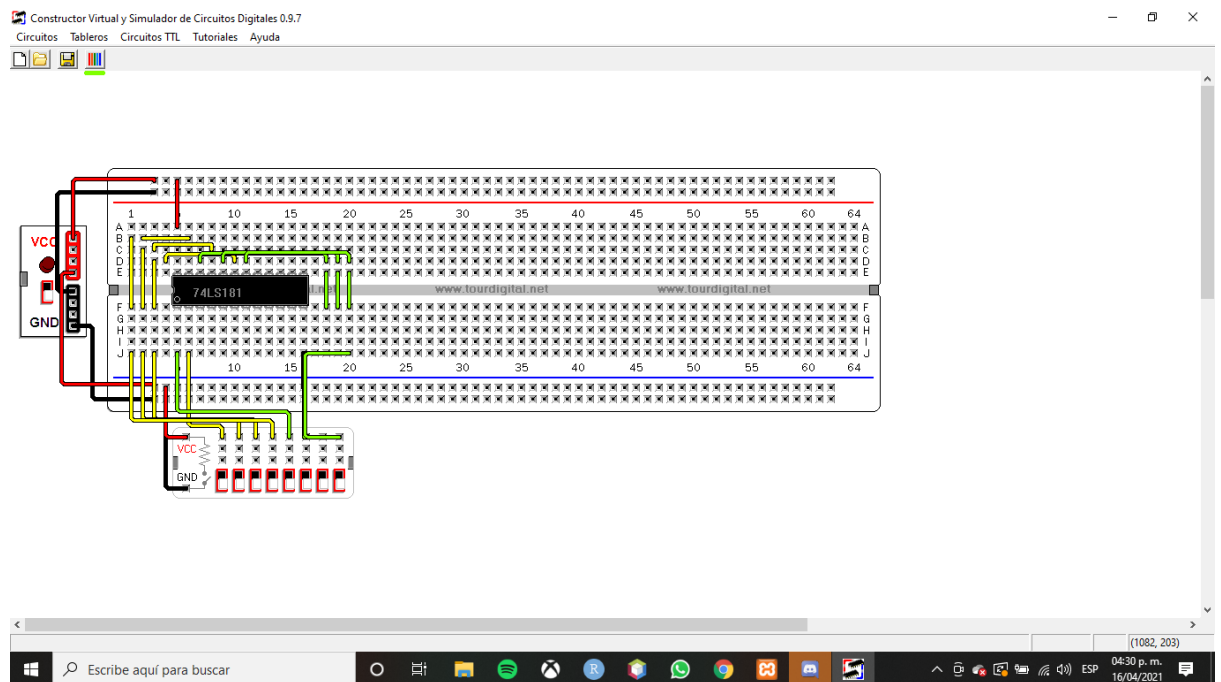 Constructor Virtual y Simulador de Circuitos Digitales 0.9.7
Circuitos Tableros Circuitos TTL Tutoriales Ayuda
1 10 15 20 25 30 35 40 45 50 55 60 64
A A
B B
C C
D D
E E
VCC
GND
74LS181
www.tourdigital.net www.tourdigital.net
F F
G G
H H
I I
J J
10 15 20 25 30 35 40 45 50 55 60 64
VCC
GND
(1082, 203)
Escribe aquí para buscar
ESP
04:30 p. m.
16/04/2021